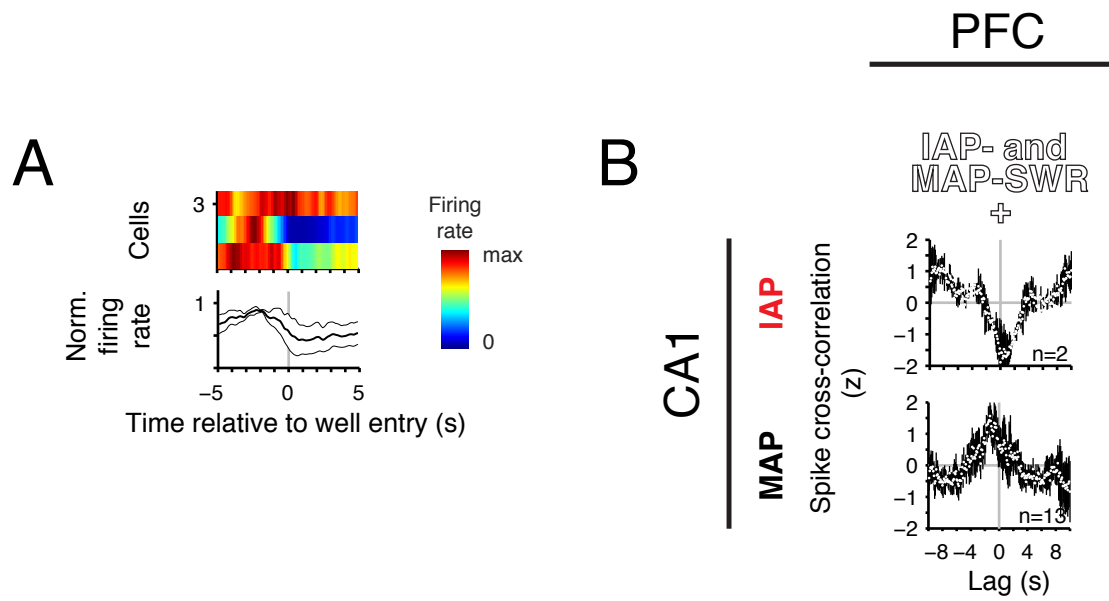 PFC
A
B
IAP- and
MAP-SWR
+
Cells
3
Firing
rate
max
0
Norm.
firing
rate
1
−5
0
5
Time relative to well entry (s)
CA1
IAP
MAP
Spike cross-correlation
(z)
2
1
0
−1
−2
n=2
2
1
0
−1
−2
n=13
−8 −4 0 4 8
Lag (s)